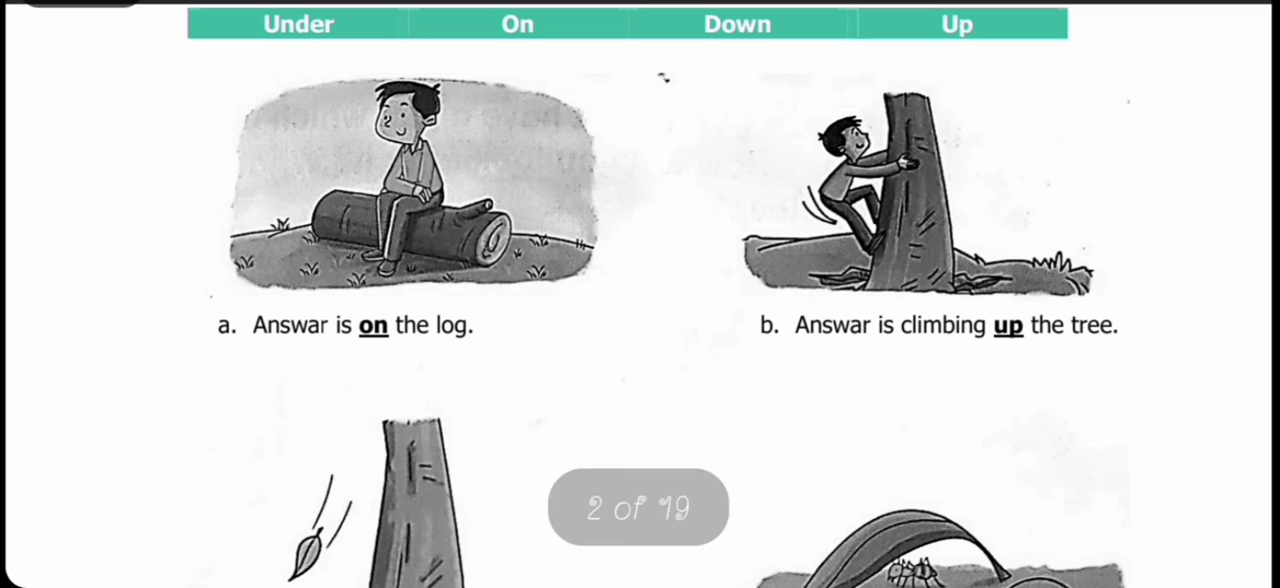 Under On Down Up
a. Answar is on the log.
b. Answar is climbing up the tree.
2 of 19